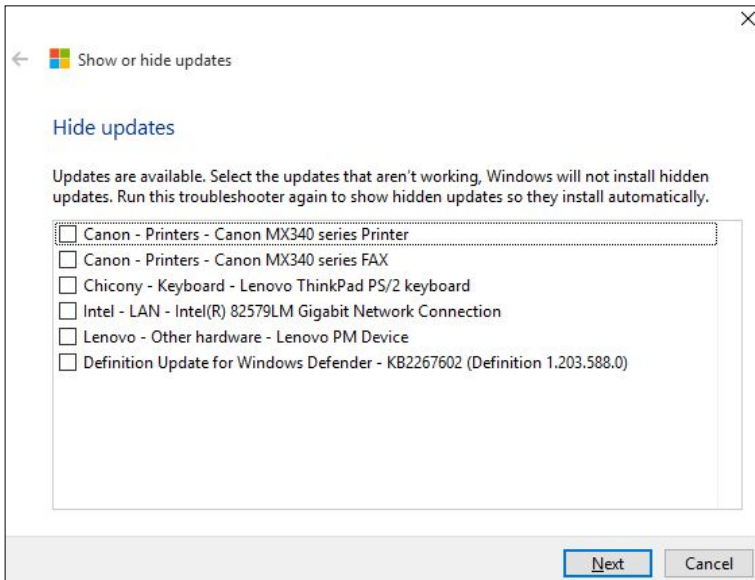 Show or hide updates
Hide updates
Updates are available. Select the updates that aren't working, Windows will not install hidden
updates. Run this troubleshooter again to show hidden updates so they install automatically.
Canon - Printers - Canon MX340 series Printer
Canon - Printers - Canon MX340 series FAX
Chicony - Keyboard - Lenovo ThinkPad PS/2 keyboard
Intel - LAN - Intel(R) 82579LM Gigabit Network Connection
Lenovo - Other hardware - Lenovo PM Device
Definition Update for Windows Defender - KB2267602 (Definition 1.203.588.0)
Next Cancel